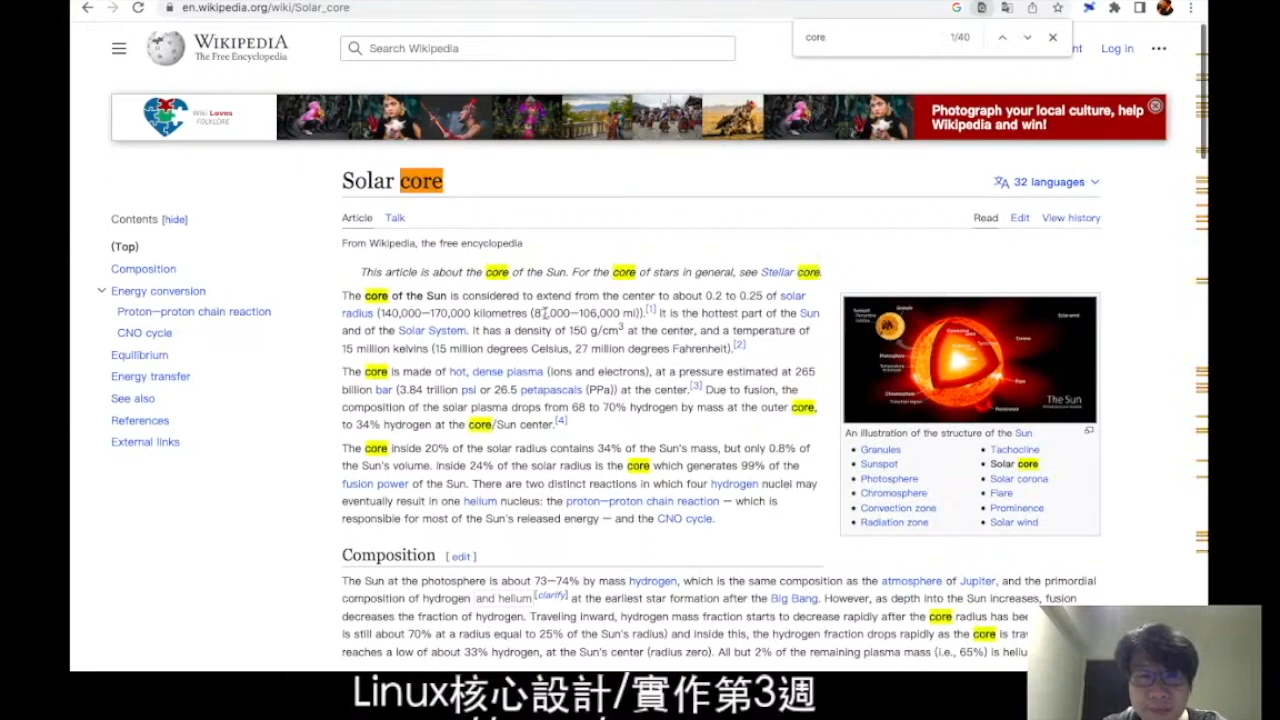 en.wikipedia.org/wiki/Solar_core
core
1/40
WIKIPEDIA
The Free Encyclopedia
Search Wikipedia
nt
Log in
Wiki Loves
FOLKLORE
Photograph your local culture, help
Wikipedia and win!
Solar core
32 languages
Contents [hide]
(Top)
Composition
Energy conversion
Proton–proton chain reaction
CNO cycle
Equilibrium
Energy transfer
See also
References
External links
Article Talk
Read Edit View history
From Wikipedia, the free encyclopedia
This article is about the core of the Sun. For the core of stars in general, see Stellar core.
The core of the Sun is considered to extend from the center to about 0.2 to 0.25 of solar
radius (140,000–170,000 kilometres (87,000–106,000 mi)).[1] It is the hottest part of the Sun
and of the Solar System. It has a density of 150 g/cm3 at the center, and a temperature of
15 million kelvins (15 million degrees Celsius, 27 million degrees Fahrenheit).[2]
The core is made of hot, dense plasma (ions and electrons), at a pressure estimated at 265
billion bar (3.84 trillion psi or 26.5 petapascals (PPa)) at the center.[3] Due to fusion, the
composition of the solar plasma drops from 68 to 70% hydrogen by mass at the outer core,
to 34% hydrogen at the core/Sun center.[4]
The core inside 20% of the solar radius contains 34% of the Sun's mass, but only 0.8% of
the Sun's volume. Inside 24% of the solar radius is the core which generates 99% of the
fusion power of the Sun. There are two distinct reactions in which four hydrogen nuclei may
eventually result in one helium nucleus: the proton–proton chain reaction – which is
responsible for most of the Sun's released energy – and the CNO cycle.
The Sun
An illustration of the structure of the Sun
Granules
Sunspot
Photosphere
Chromosphere
Convection zone
Radiation zone
Tachocline
Solar core
Solar corona
Flare
Prominence
Solar wind
Composition [ edit ]
The Sun at the photosphere is about 73–74% by mass hydrogen, which is the same composition as the atmosphere of Jupiter, and the primordial
composition of hydrogen and helium[clarify] at the earliest star formation after the Big Bang. However, as depth into the Sun increases, fusion
decreases the fraction of hydrogen. Traveling inward, hydrogen mass fraction starts to decrease rapidly after the core radius has bee
is still about 70% at a radius equal to 25% of the Sun's radius) and inside this, the hydrogen fraction drops rapidly as the core is tra
reaches a low of about 33% hydrogen, at the Sun's center (radius zero). All but 2% of the remaining plasma mass (i.e., 65%) is heliu
Linux核心設計/實作第3週